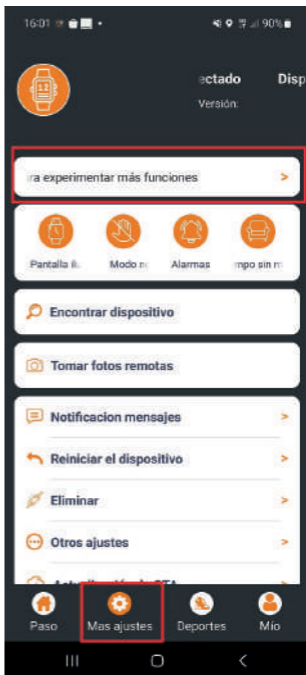 16:01 90%
ectado Disp
Versión:
ra experimentar más funciones >
Pantalla Modo Alarmas mpo sin
Encontrar dispositivo
Tomar fotos remotas
Notificacion mensajes >
Reiniciar el dispositivo >
Eliminar >
Otros ajustes >
Paso Mas ajustes Deportes Mío